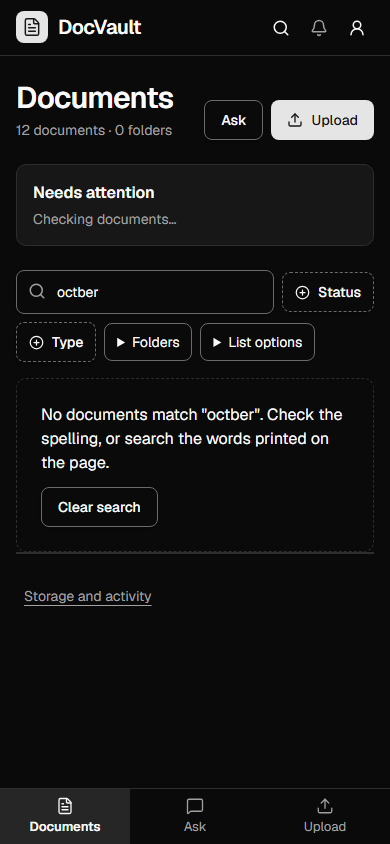 DocVault
Documents
12 documents · 0 folders
Ask
Upload
Needs attention
Checking documents...
octber
Status
Type
Folders
List options
No documents match "octber". Check the
spelling, or search the words printed on
the page.
Clear search
Storage and activity
Documents
Ask
Upload